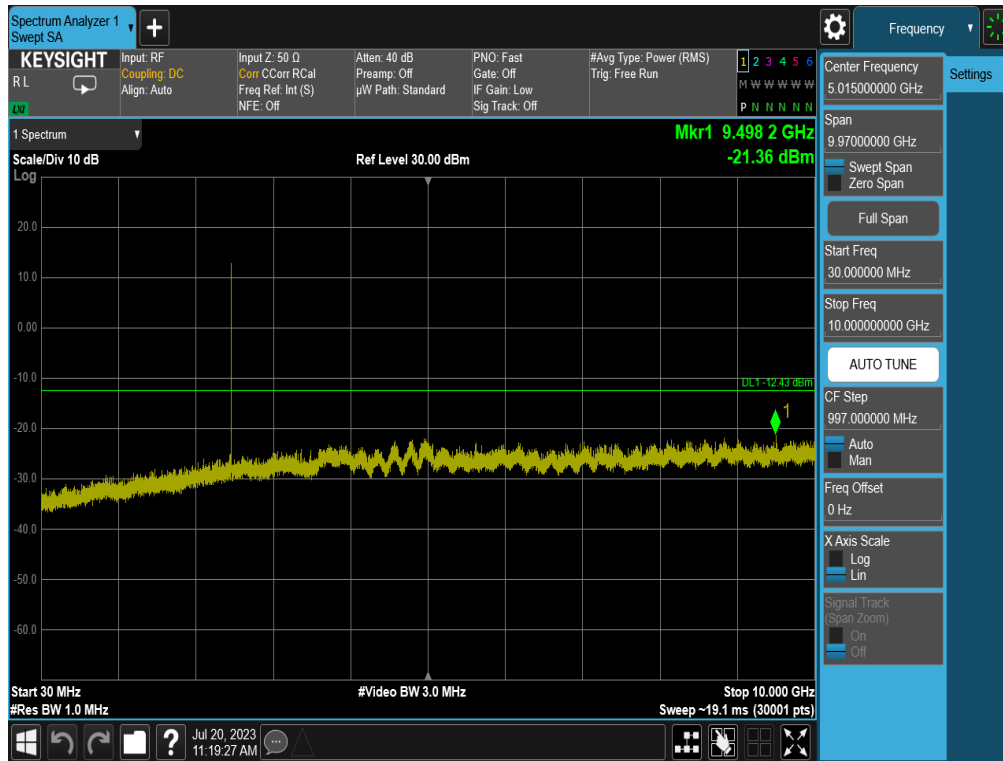 Spectrum Analyzer 1
Swept SA
Frequency
KEYSIGHT
R L
LXI
Input: RF
Coupling: DC
Align: Auto
Input Z: 50 Ω
Corr CCorr RCal
Freq Ref: Int (S)
NFE: Off
Atten: 40 dB
Preamp: Off
µW Path: Standard
PNO: Fast
Gate: Off
IF Gain: Low
Sig Track: Off
#Avg Type: Power (RMS)
Trig: Free Run
1 2 3 4 5 6
M W W W W W
P N N N N N
1 Spectrum
Scale/Div 10 dB
Log
Ref Level 30.00 dBm
Mkr1 9.498 2 GHz
-21.36 dBm
20.0
10.0
0.00
-10.0
DL1 -12.43 dBm
1
-20.0
-30.0
-40.0
-50.0
-60.0
Start 30 MHz
#Res BW 1.0 MHz
#Video BW 3.0 MHz
Stop 10.000 GHz
Sweep ~19.1 ms (30001 pts)
Center Frequency
5.015000000 GHz
Settings
Span
9.97000000 GHz
Swept Span
Zero Span
Full Span
Start Freq
30.000000 MHz
Stop Freq
10.000000000 GHz
AUTO TUNE
CF Step
997.000000 MHz
Auto
Man
Freq Offset
0 Hz
X Axis Scale
Log
Lin
Signal Track
(Span Zoom)
On
Off
?
Jul 20, 2023
11:19:27 AM